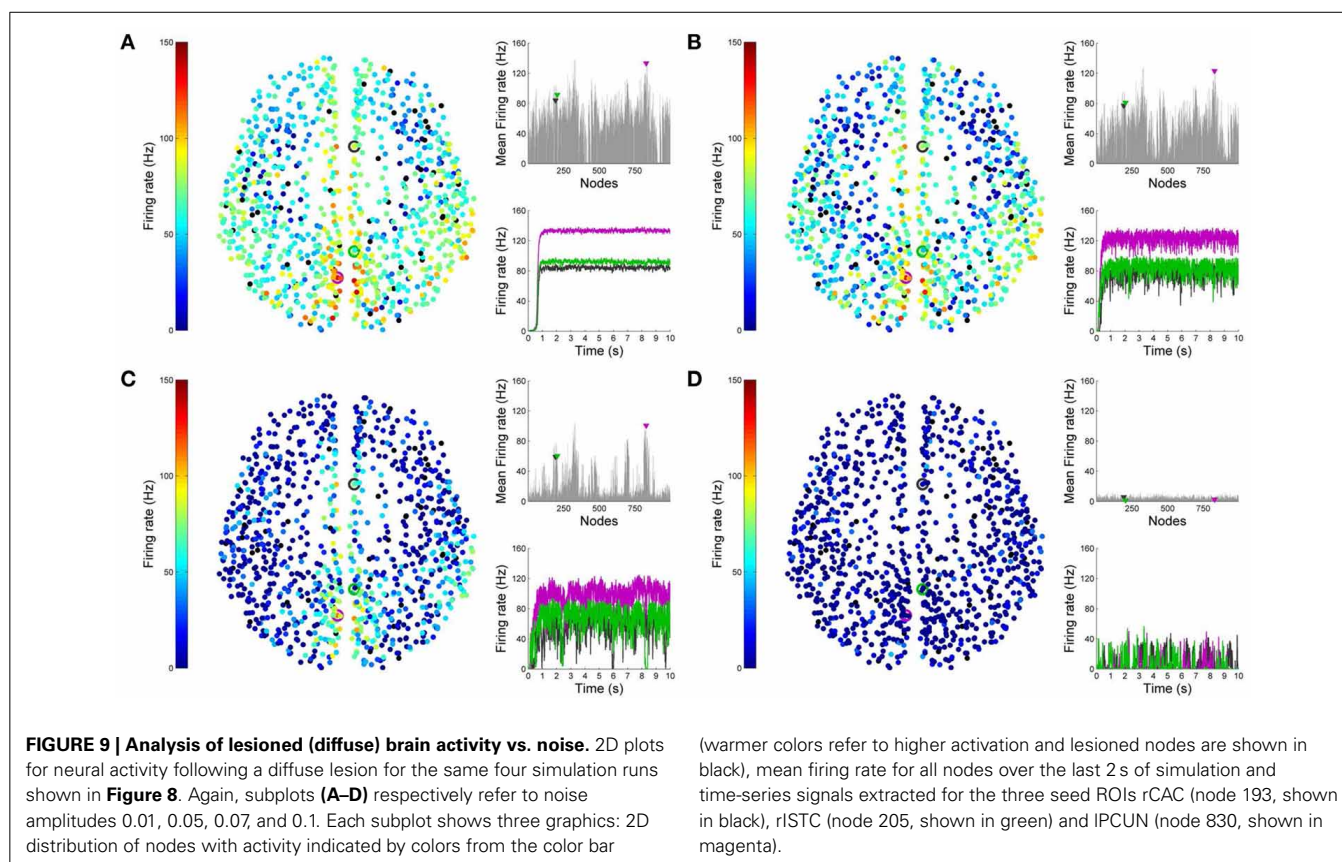 A
Firing rate (Hz)
150
100
50
0
Mean Firing rate (Hz)
160
120
80
40
0
250 500 750
Nodes
Firing rate (Hz)
160
120
80
40
0
0 1 2 3 4 5 6 7 8 9 10
Time (s)
B
Firing rate (Hz)
150
100
50
0
Mean Firing rate (Hz)
160
120
80
40
0
250 500 750
Nodes
Firing rate (Hz)
160
120
80
40
0
0 1 2 3 4 5 6 7 8 9 10
Time (s)
C
Firing rate (Hz)
150
100
50
0
Mean Firing rate (Hz)
160
120
80
40
0
250 500 750
Nodes
Firing rate (Hz)
160
120
80
40
0
0 1 2 3 4 5 6 7 8 9 10
Time (s)
D
Firing rate (Hz)
150
100
50
0
Mean Firing rate (Hz)
160
120
80
40
0
250 500 750
Nodes
Firing rate (Hz)
160
120
80
40
0
0 1 2 3 4 5 6 7 8 9 10
Time (s)
FIGURE 9 | Analysis of lesioned (diffuse) brain activity vs. noise. 2D plots
for neural activity following a diffuse lesion for the same four simulation runs
shown in Figure 8. Again, subplots (A–D) respectively refer to noise
amplitudes 0.01, 0.05, 0.07, and 0.1. Each subplot shows three graphics: 2D
distribution of nodes with activity indicated by colors from the color bar
(warmer colors refer to higher activation and lesioned nodes are shown in
black), mean firing rate for all nodes over the last 2 s of simulation and
time-series signals extracted for the three seed ROIs rCAC (node 193, shown
in black), rISTC (node 205, shown in green) and lPCUN (node 830, shown in
magenta).